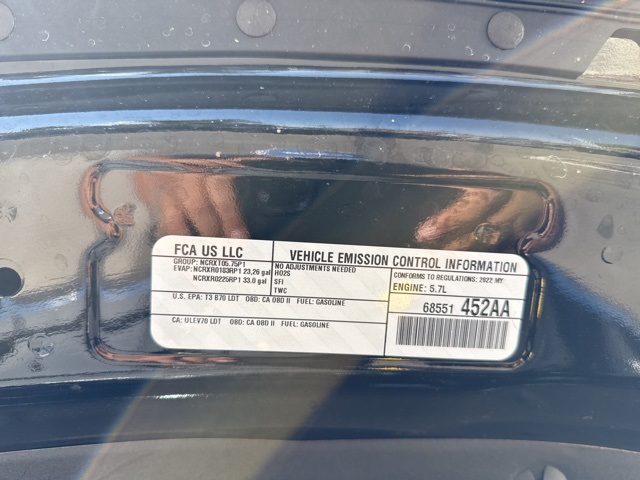 FCA US LLC
VEHICLE EMISSION CONTROL INFORMATION
GROUP: NCRXT05.75P1
EVAP: NCRXR0183RP1 23,26 gal
NCRXR0225RP1 33.0 gal
NO ADJUSTMENTS NEEDED
HO2S
SFI
TWC
CONFORMS TO REGULATIONS: 2022 MY:
ENGINE: 5.7L
U.S. EPA: T3 B70 LDT OBD: CA OBD II FUEL: GASOLINE
CA: ULEV70 LDT OBD: CA OBD II FUEL: GASOLINE
68551 452AA